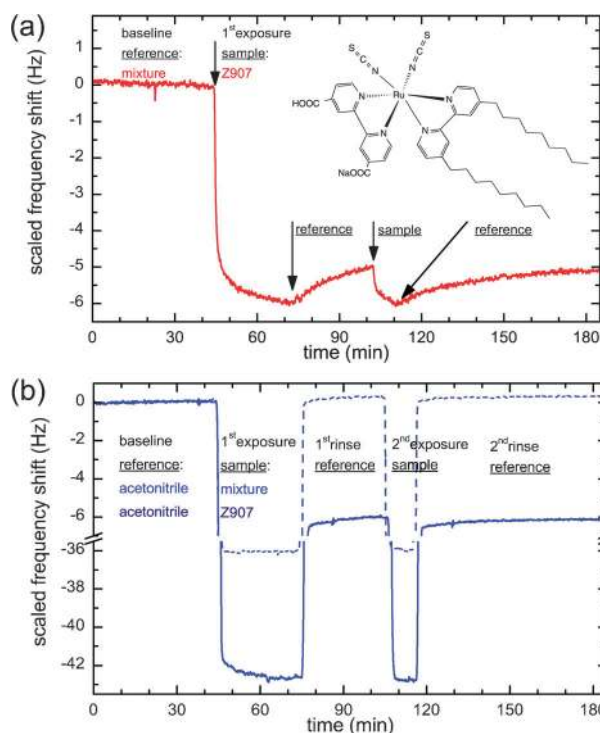 (a)
baseline 1st exposure
reference: sample:
mixture Z907
S
C
N
S
C
N
Ru
N
N
N
N
HOOC
NaOOC
reference sample reference
scaled frequency shift (Hz)
1
0
-1
-2
-3
-4
-5
-6
0 30 60 90 120 150 180
time (min)
(b)
baseline 1st exposure 1st rinse 2nd exposure 2nd rinse
reference: sample: reference sample reference
acetonitrile mixture
acetonitrile Z907
scaled frequency shift (Hz)
0
-2
-4
-6
-36
-38
-40
-42
0 30 60 90 120 150 180
time (min)